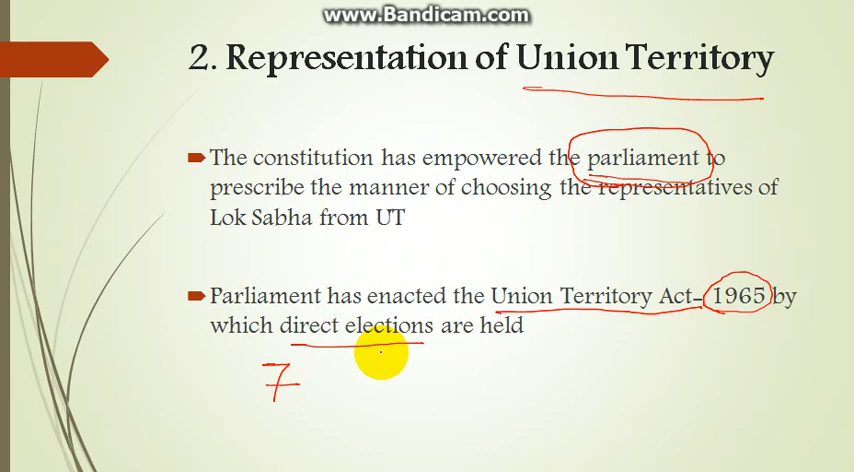 www.Bandicam.com
2. Representation of Union Territory
The constitution has empowered the parliament to
prescribe the manner of choosing the representatives of
Lok Sabha from UT
Parliament has enacted the Union Territory Act- 1965 by
which direct elections are held
7